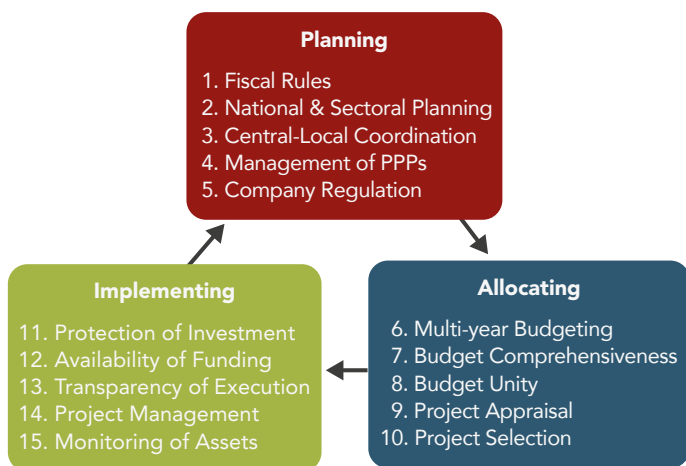 Planning
1. Fiscal Rules
2. National & Sectoral Planning
3. Central-Local Coordination
4. Management of PPPs
5. Company Regulation
Implementing
11. Protection of Investment
12. Availability of Funding
13. Transparency of Execution
14. Project Management
15. Monitoring of Assets
Allocating
6. Multi-year Budgeting
7. Budget Comprehensiveness
8. Budget Unity
9. Project Appraisal
10. Project Selection